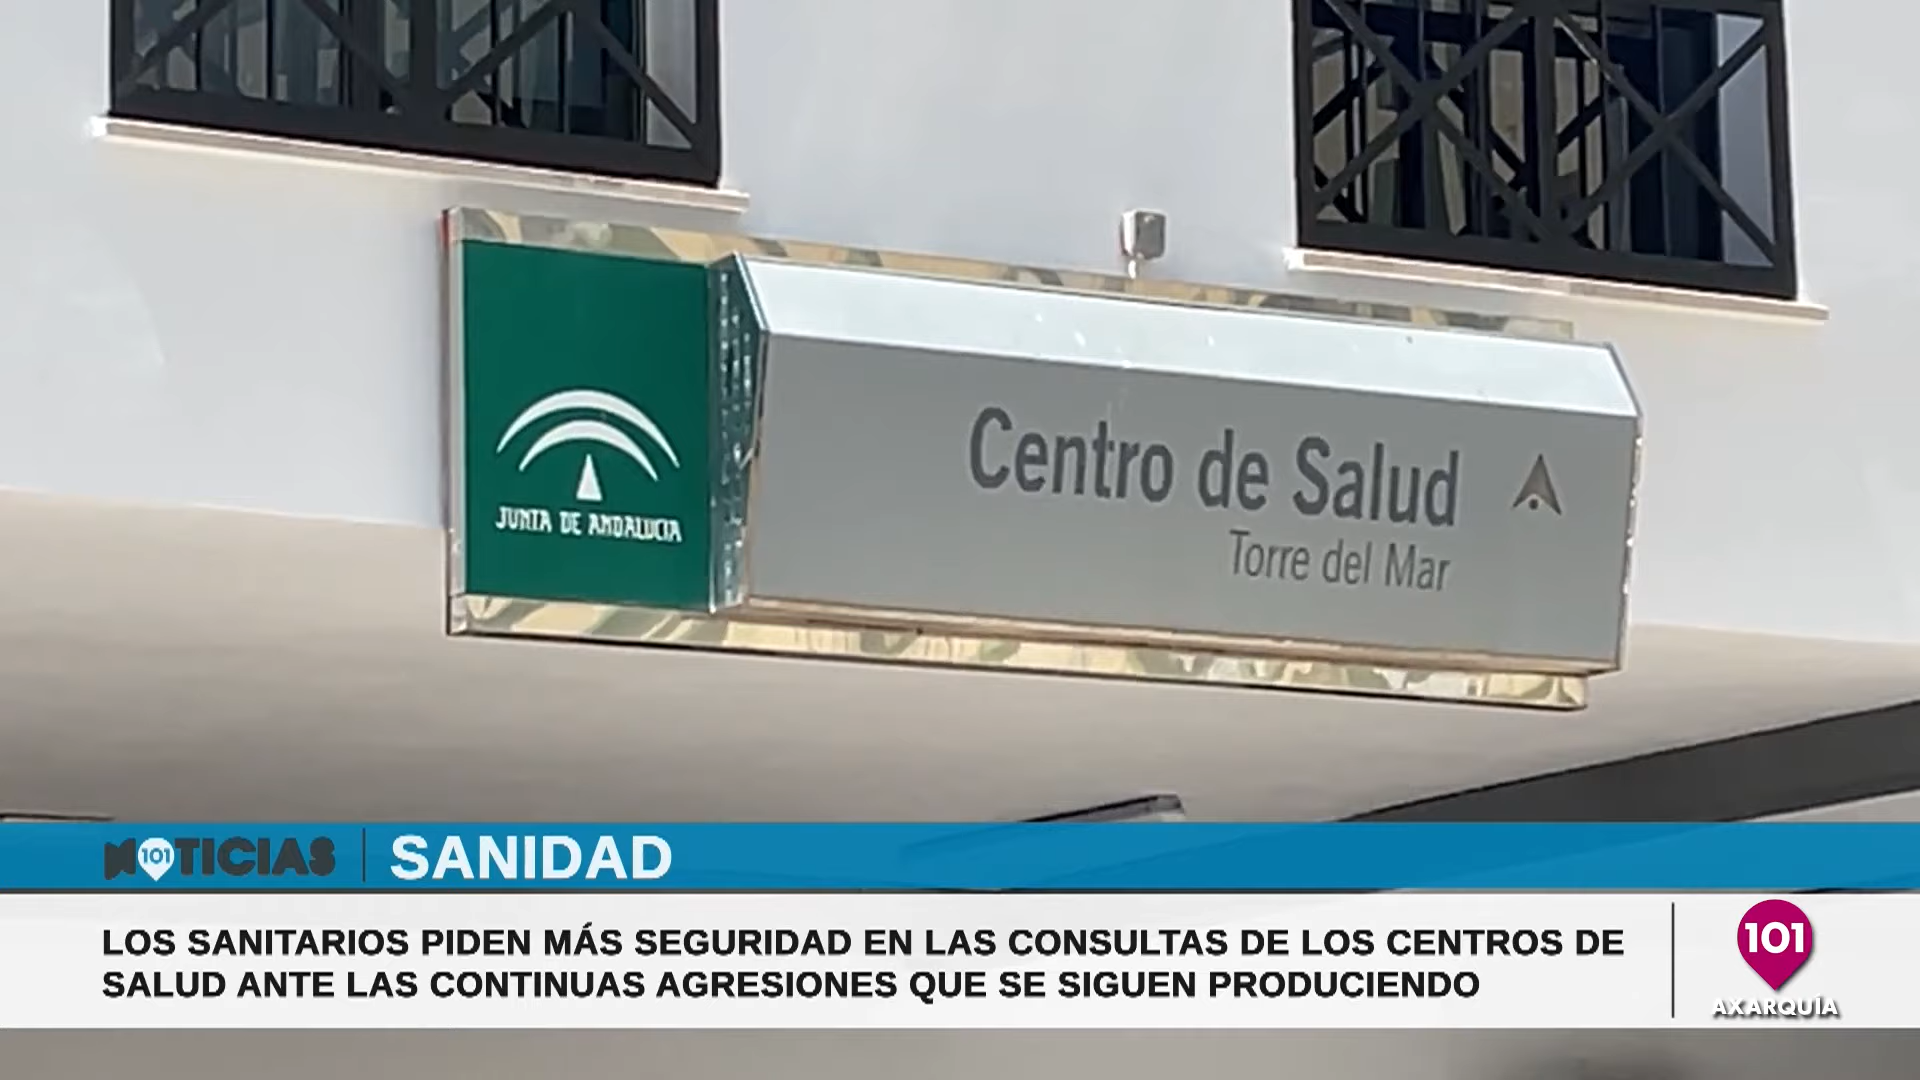 JUNTA DE ANDALUCIA
Centro de Salud
Torre del Mar
NOTICIAS
101
SANIDAD
LOS SANITARIOS PIDEN MÁS SEGURIDAD EN LAS CONSULTAS DE LOS CENTROS DE
SALUD ANTE LAS CONTINUAS AGRESIONES QUE SE SIGUEN PRODUCIENDO
101
AXARQUÍA